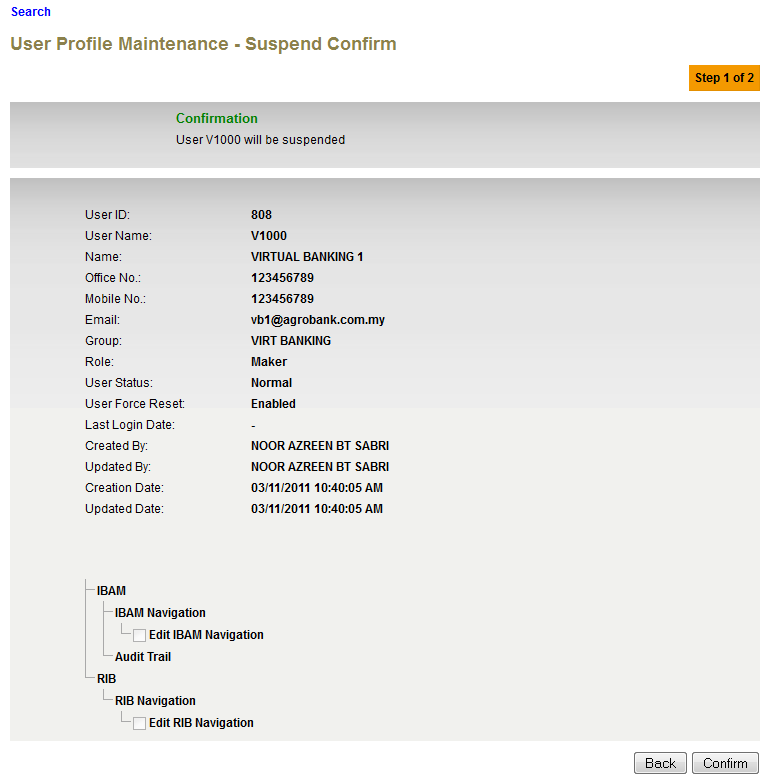 Search
User Profile Maintenance - Suspend Confirm
Step 1 of 2
Confirmation
User V1000 will be suspended
User ID: 808
User Name: V1000
Name: VIRTUAL BANKING 1
Office No.: 123456789
Mobile No.: 123456789
Email: vb1@agrobank.com.my
Group: VIRT BANKING
Role: Maker
User Status: Normal
User Force Reset: Enabled
Last Login Date: -
Created By: NOOR AZREEN BT SABRI
Updated By: NOOR AZREEN BT SABRI
Creation Date: 03/11/2011 10:40:05 AM
Updated Date: 03/11/2011 10:40:05 AM
IBAM
IBAM Navigation
Edit IBAM Navigation
Audit Trail
RIB
RIB Navigation
Edit RIB Navigation
Back Confirm